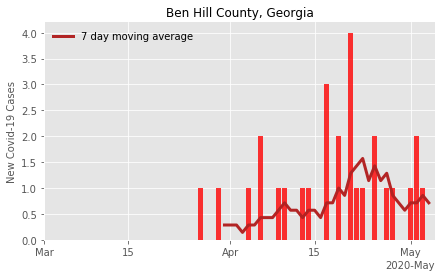 Ben Hill County, Georgia
7 day moving average
New Covid-19 Cases
4.0
3.5
3.0
2.5
2.0
1.5
1.0
0.5
0.0
Mar 15 Apr 15 May
2020-May